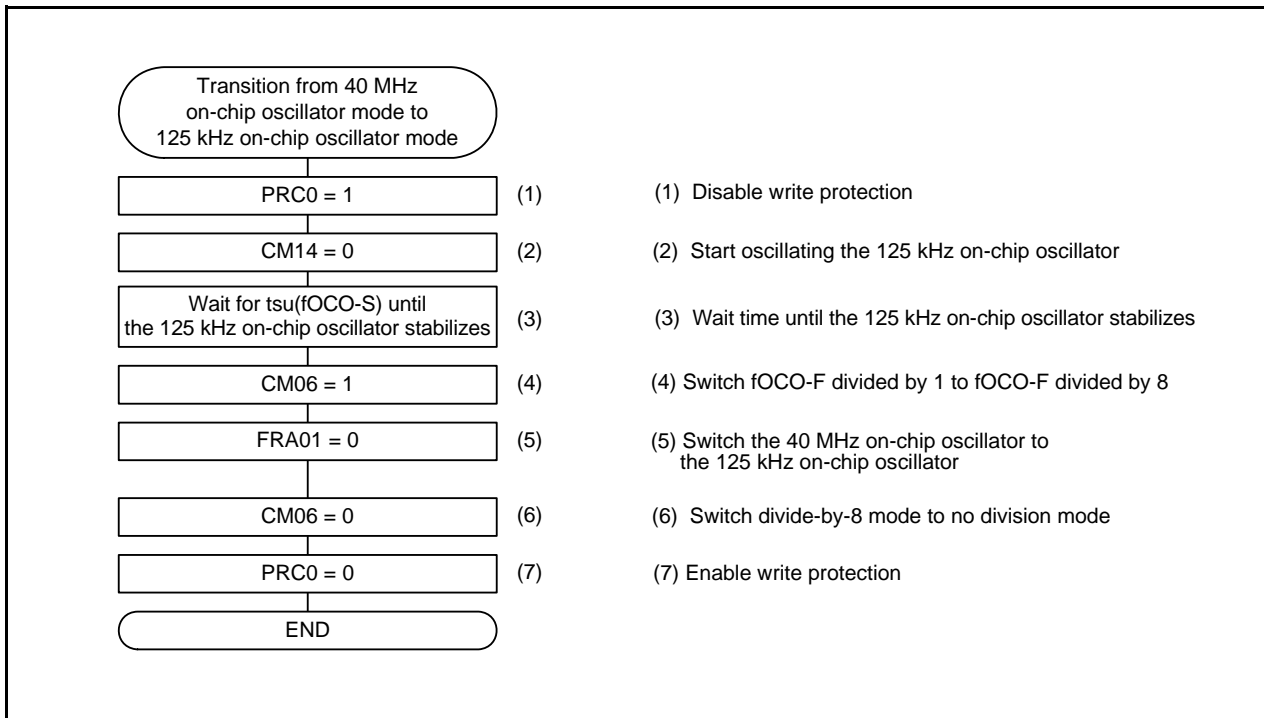 Transition from 40 MHz
on-chip oscillator mode to
125 kHz on-chip oscillator mode
PRC0 = 1 (1) (1) Disable write protection
CM14 = 0 (2) (2) Start oscillating the 125 kHz on-chip oscillator
Wait for tsu(fOCO-S) until
the 125 kHz on-chip oscillator stabilizes (3) (3) Wait time until the 125 kHz on-chip oscillator stabilizes
CM06 = 1 (4) (4) Switch fOCO-F divided by 1 to fOCO-F divided by 8
FRA01 = 0 (5) (5) Switch the 40 MHz on-chip oscillator to
the 125 kHz on-chip oscillator
CM06 = 0 (6) (6) Switch divide-by-8 mode to no division mode
PRC0 = 0 (7) (7) Enable write protection
END